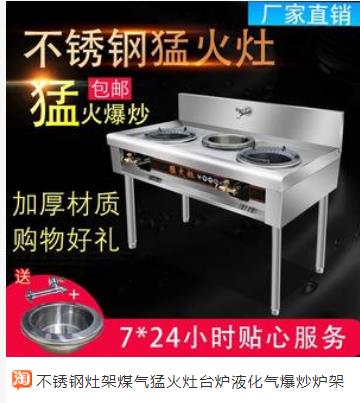 厂家直销
不锈钢猛火灶
猛火爆炒
包邮
加厚材质
购物好礼
送
+
7*24小时贴心服务
淘
不锈钢灶架煤气猛火灶台炉液化气爆炒炉架